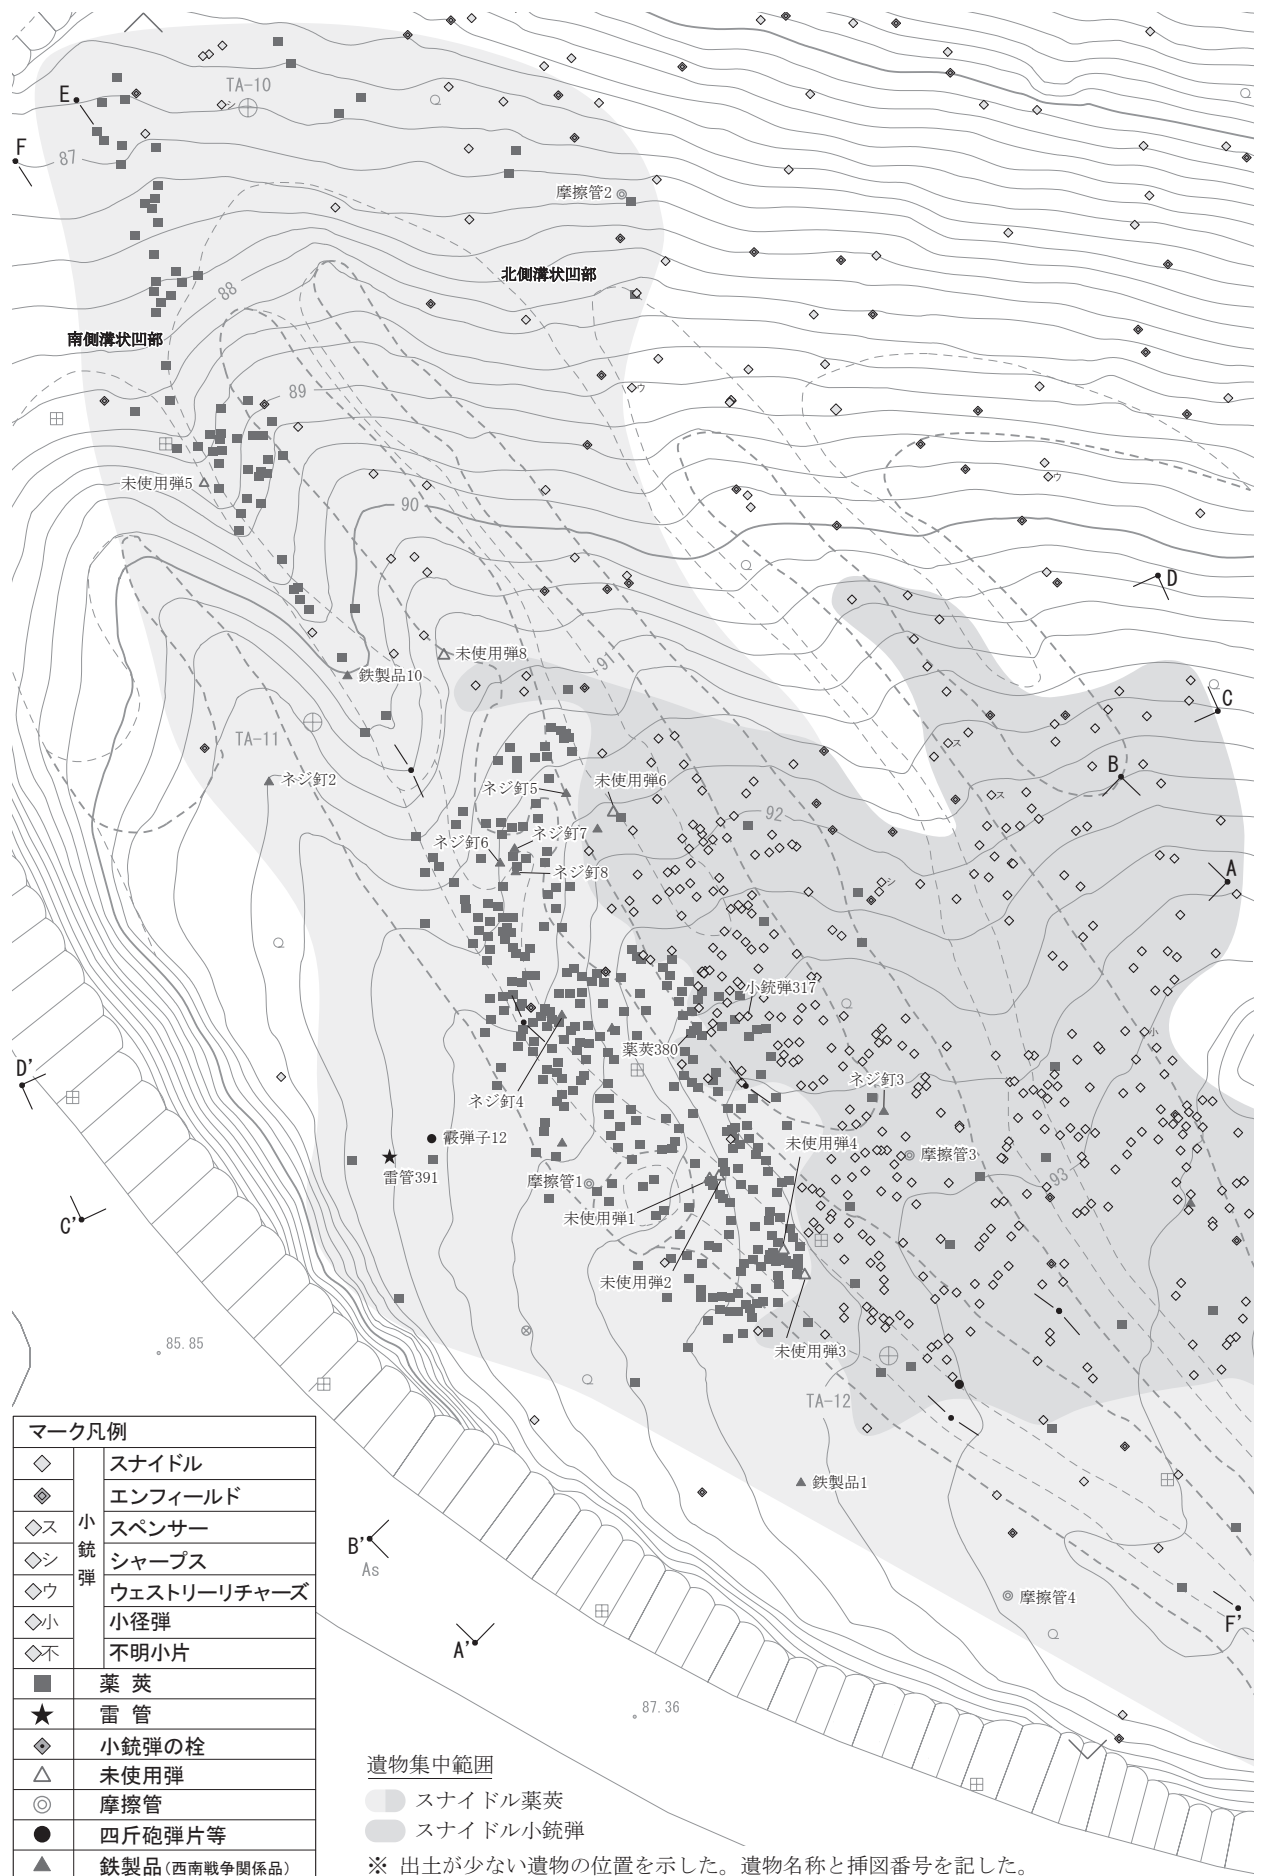 TA-10
E
F
87
摩擦管2
北側溝状凹部
88
南側溝状凹部
ウ
シ
89
未使用弾5
90
ウ
D
未使用弾8
91
鉄製品10
C
TA-11
ス
B
ネジ釘2
ネジ釘5
未使用弾6
ス
92
ネジ釘7
ネジ釘6
ネジ釘8
シ
A
小銃弾317
薬莢380
小
D'
ネジ釘3
ネジ釘4
霰弾子12
未使用弾4
摩擦管3
雷管391
摩擦管1
93
C'
未使用弾1
未使用弾2
85.85
未使用弾3
TA-12
鉄製品1
B'
As
摩擦管4
F'
A'
87.36
マーク凡例
小銃弾
スナイドル
エンフィールド
ス スペンサー
シ シャープス
ウ ウェストリーリチャーズ
小 小径弾
不 不明小片
薬 莢
雷 管
小銃弾の栓
未使用弾
摩擦管
四斤砲弾片等
鉄製品(西南戦争関係品)
遺物集中範囲
スナイドル薬莢
スナイドル小銃弾
※ 出土が少ない遺物の位置を示した。遺物名称と挿図番号を記した。